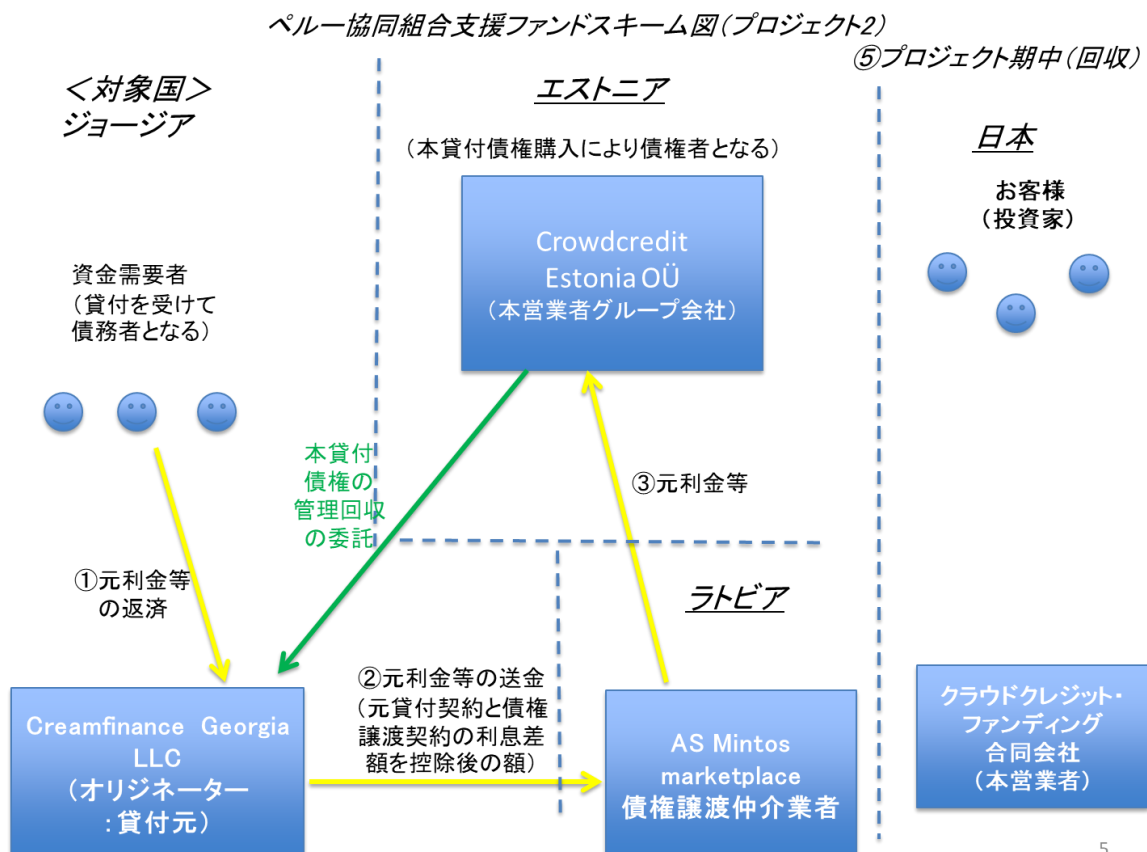 ペルー協同組合支援ファンドスキーム図(プロジェクト2)
⑤プロジェクト期中(回収)
＜対象国＞
ジョージア
エストニア
日本
(本貸付債権購入により債権者となる)
お客様
(投資家)
Crowdcredit
Estonia OÜ
(本営業者グループ会社)
資金需要者
(貸付を受けて
債務者となる)
本貸付
債権の
管理回収
の委託
③元利金等
①元利金等
の返済
ラトビア
②元利金等の送金
(元貸付契約と債権
譲渡契約の利息差
額を控除後の額)
Creamfinance Georgia
LLC
(オリジネーター
:貸付元)
AS Mintos
marketplace
債権譲渡仲介業者
クラウドクレジット・
ファンディング
合同会社
(本営業者)
5